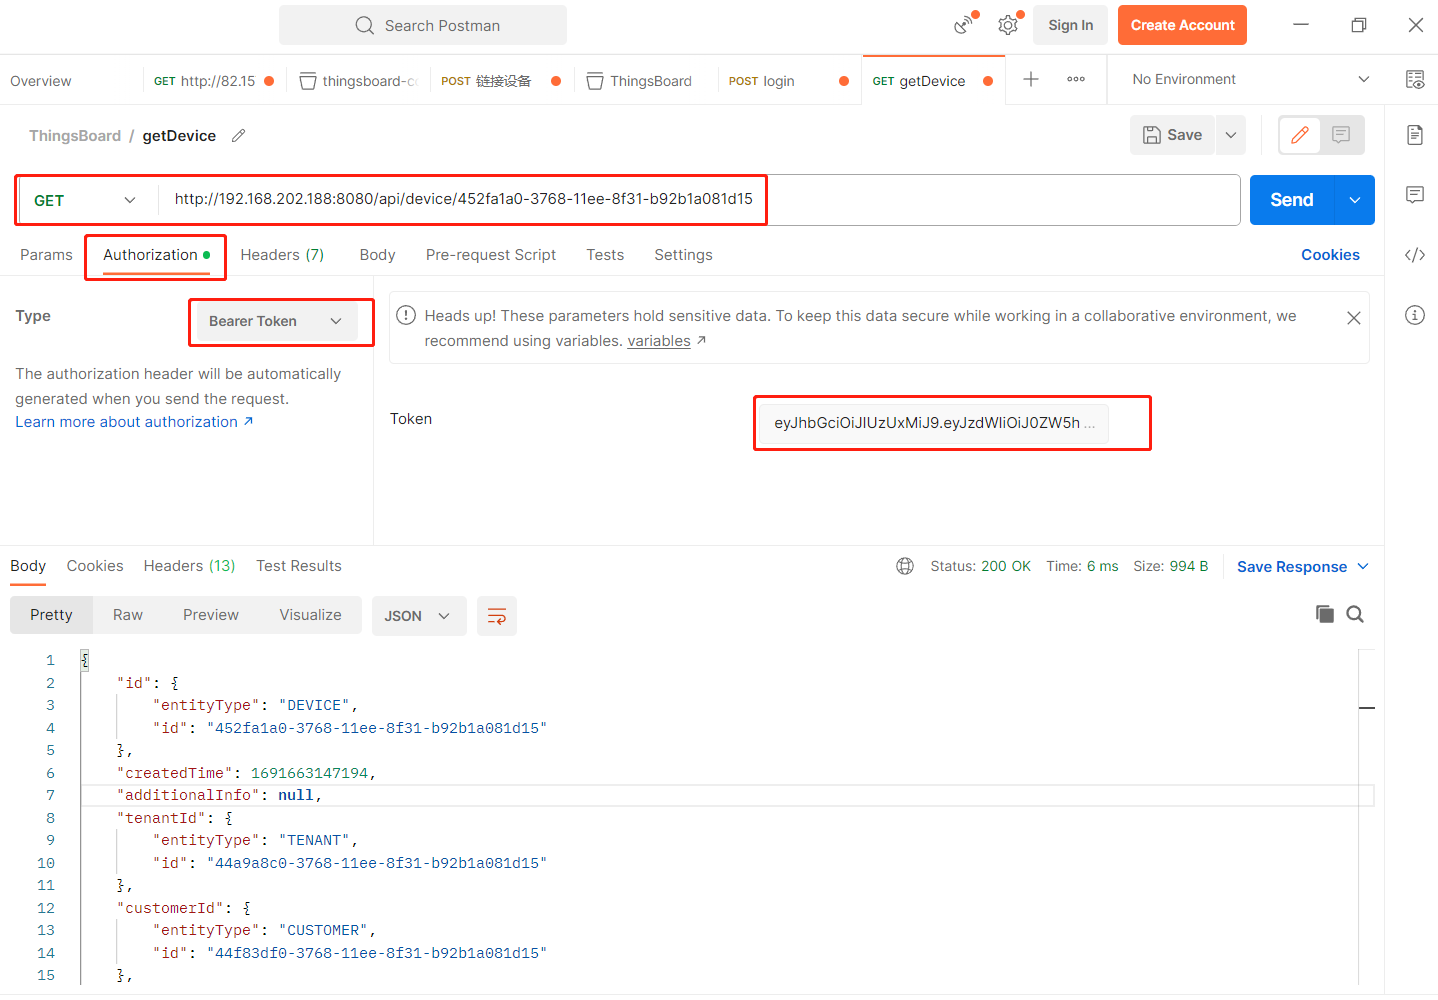 Search Postman
Sign In
Create Account
Overview
GET http://82.15
thingsboard-c
POST 链接设备
ThingsBoard
POST login
GET getDevice
No Environment
ThingsBoard / getDevice
Save
GET
http://192.168.202.188:8080/api/device/452fa1a0-3768-11ee-8f31-b92b1a081d15
Send
Params
Authorization
Headers (7)
Body
Pre-request Script
Tests
Settings
Cookies
Type
Bearer Token
The authorization header will be automatically
generated when you send the request.
Learn more about authorization ↗
Heads up! These parameters hold sensitive data. To keep this data secure while working in a collaborative environment, we
recommend using variables. variables ↗
Token
eyJhbGciOiJIUzUxMiJ9.eyJzdWIiOiJ0ZW5h ...
Body
Cookies
Headers (13)
Test Results
Status: 200 OK
Time: 6 ms
Size: 994 B
Save Response
Pretty
Raw
Preview
Visualize
JSON
1 {
2 "id": {
3 "entityType": "DEVICE",
4 "id": "452fa1a0-3768-11ee-8f31-b92b1a081d15"
5 },
6 "createdTime": 1691663147194,
7 "additionalInfo": null,
8 "tenantId": {
9 "entityType": "TENANT",
10 "id": "44a9a8c0-3768-11ee-8f31-b92b1a081d15"
11 },
12 "customerId": {
13 "entityType": "CUSTOMER",
14 "id": "44f83df0-3768-11ee-8f31-b92b1a081d15"
15 },